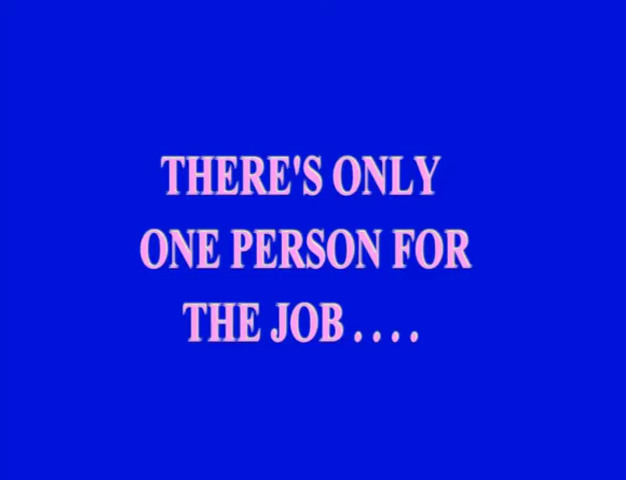 THERE'S ONLY
ONE PERSON FOR
THE JOB . . . .